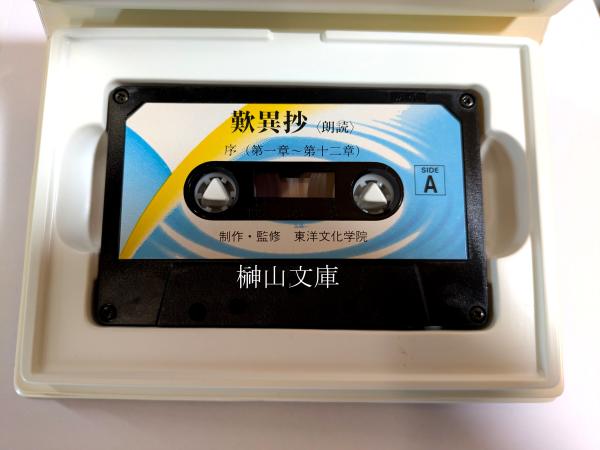 歎異抄〈朗読〉
序（第一章～第十二章）
SIDE
A
制作・監修　東洋文化学院
榊山文庫